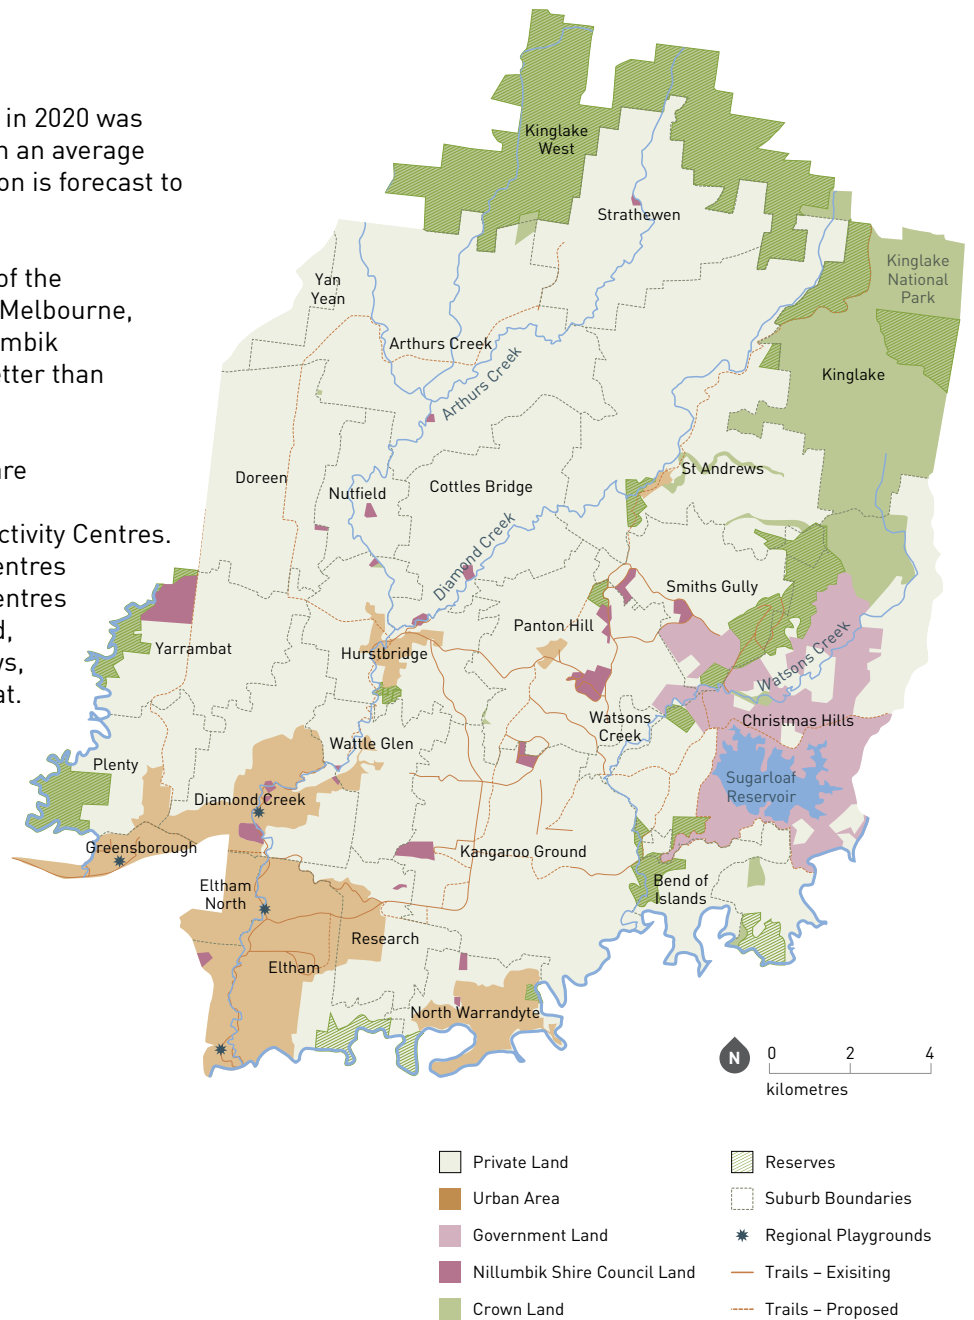 in 2020 was
n an average
on is forecast to
of the
Melbourne,
mbik
etter than
are
ctivity Centres.
entres
entres
d,
ys,
at.
Kinglake
West
Strathewen
Kinglake
National
Park
Yan
Yean
Arthurs Creek
Arthurs Creek
Kinglake
St Andrews
Doreen
Nutfield
Cottles Bridge
Diamond Creek
Smiths Gully
Panton Hill
Yarrambat
Hurstbridge
Watsons Creek
Watsons
Creek
Christmas Hills
Wattle Glen
Plenty
Sugarloaf
Reservoir
Diamond Creek
Greensborough
Kangaroo Ground
Eltham
North
Bend of
Islands
Research
Eltham
North Warrandyte
N
0 2 4
kilometres
Private Land
Urban Area
Government Land
Nillumbik Shire Council Land
Crown Land
Reserves
Suburb Boundaries
Regional Playgrounds
Trails – Exisiting
Trails – Proposed